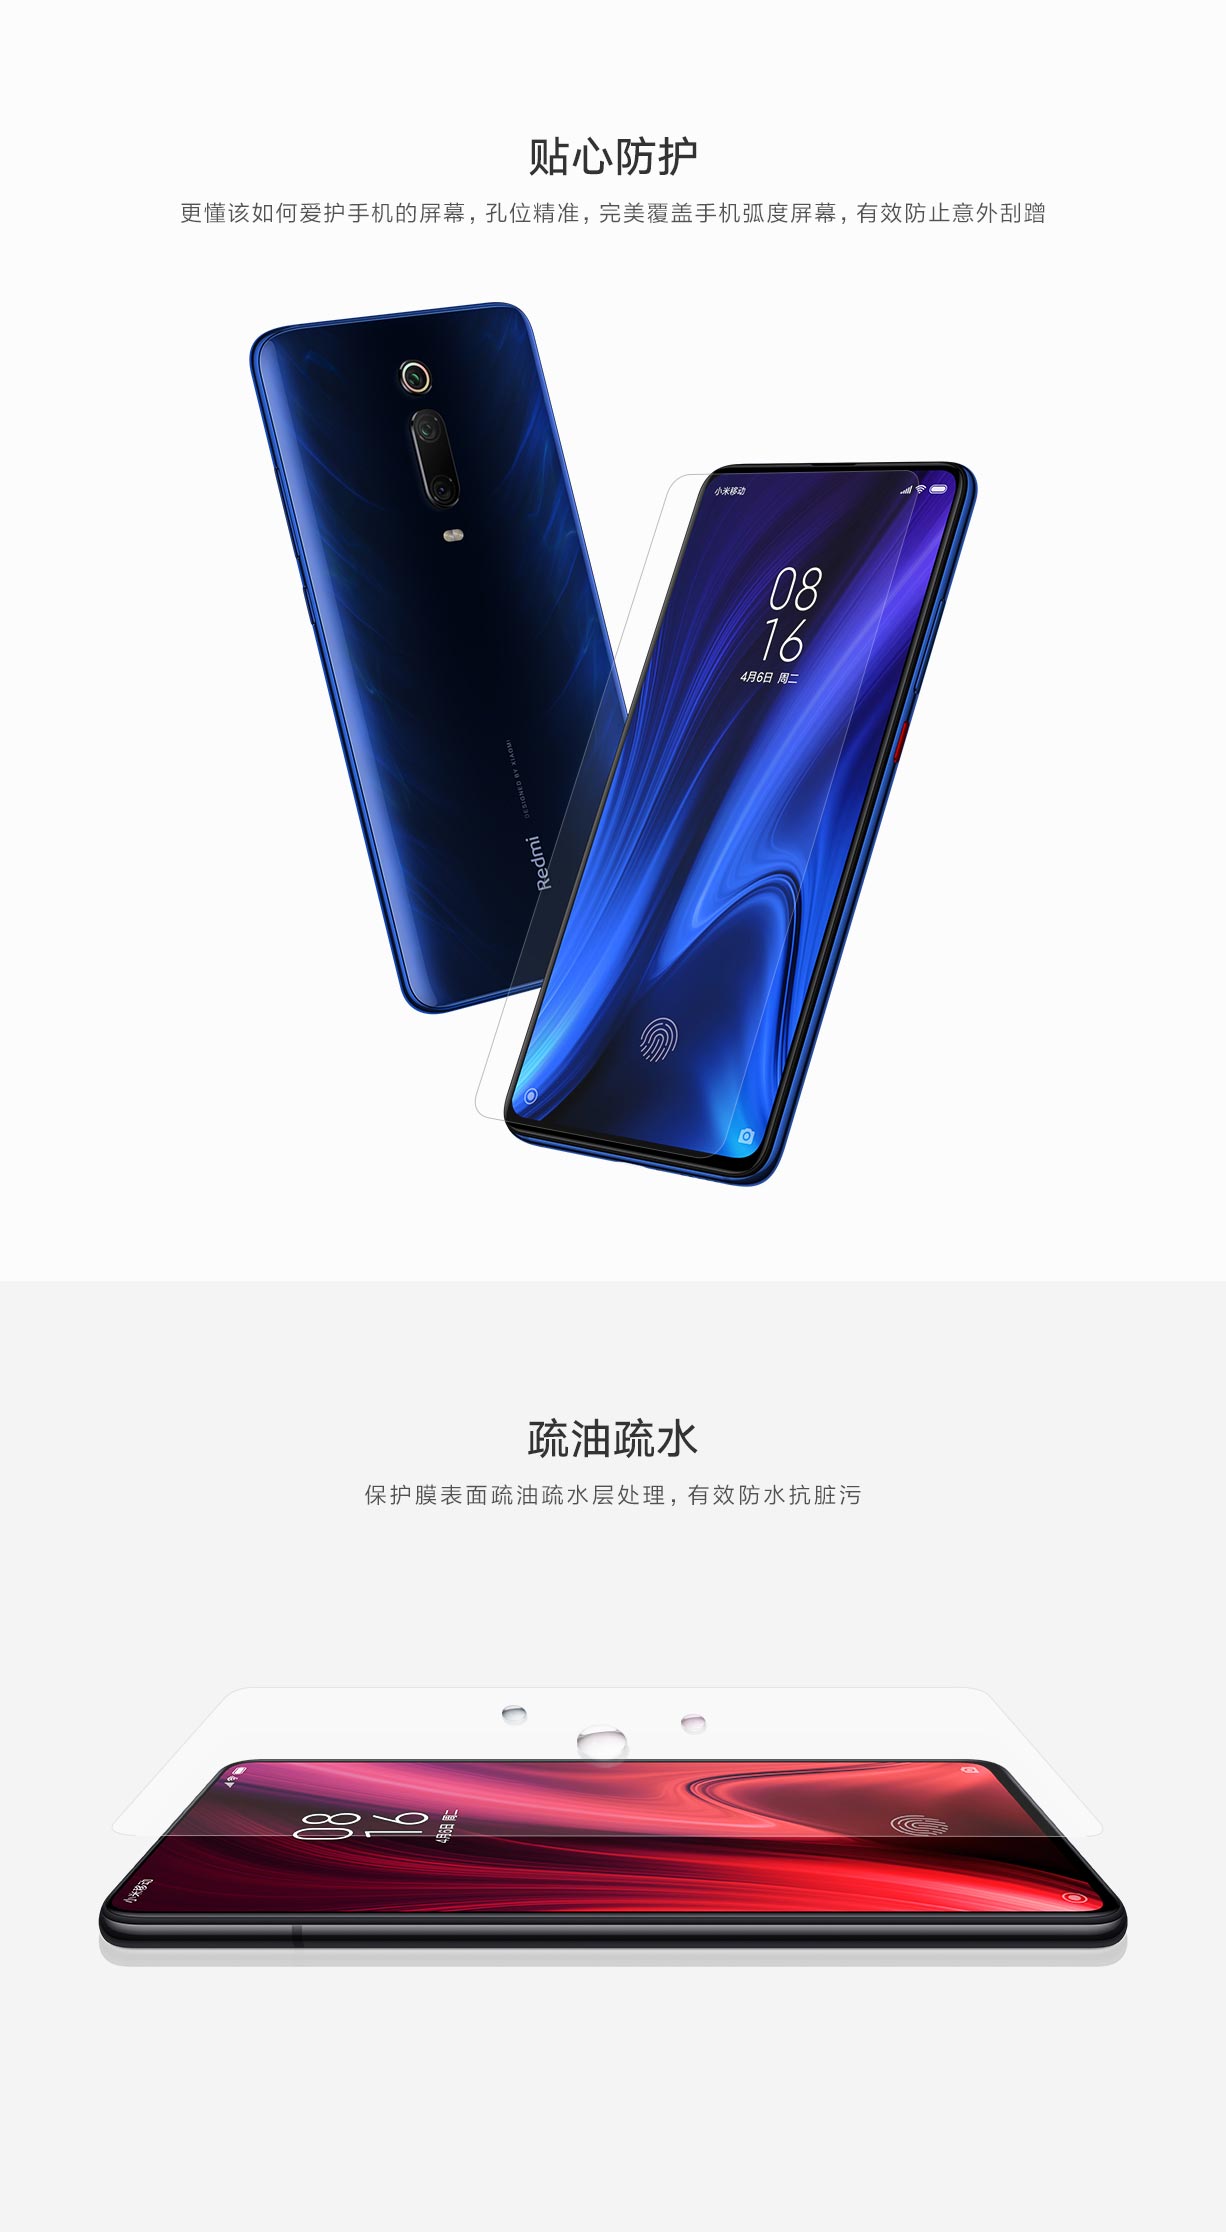 贴心防护
更懂该如何爱护手机的屏幕，孔位精准，完美覆盖手机弧度屏幕，有效防止意外刮蹭
小米移动
08
16
4月6日 周二
DESIGNED BY XIAOMI
Redmi
疏油疏水
保护膜表面疏油疏水层处理，有效防水抗脏污
08
16
4月6日 周二
小米移动